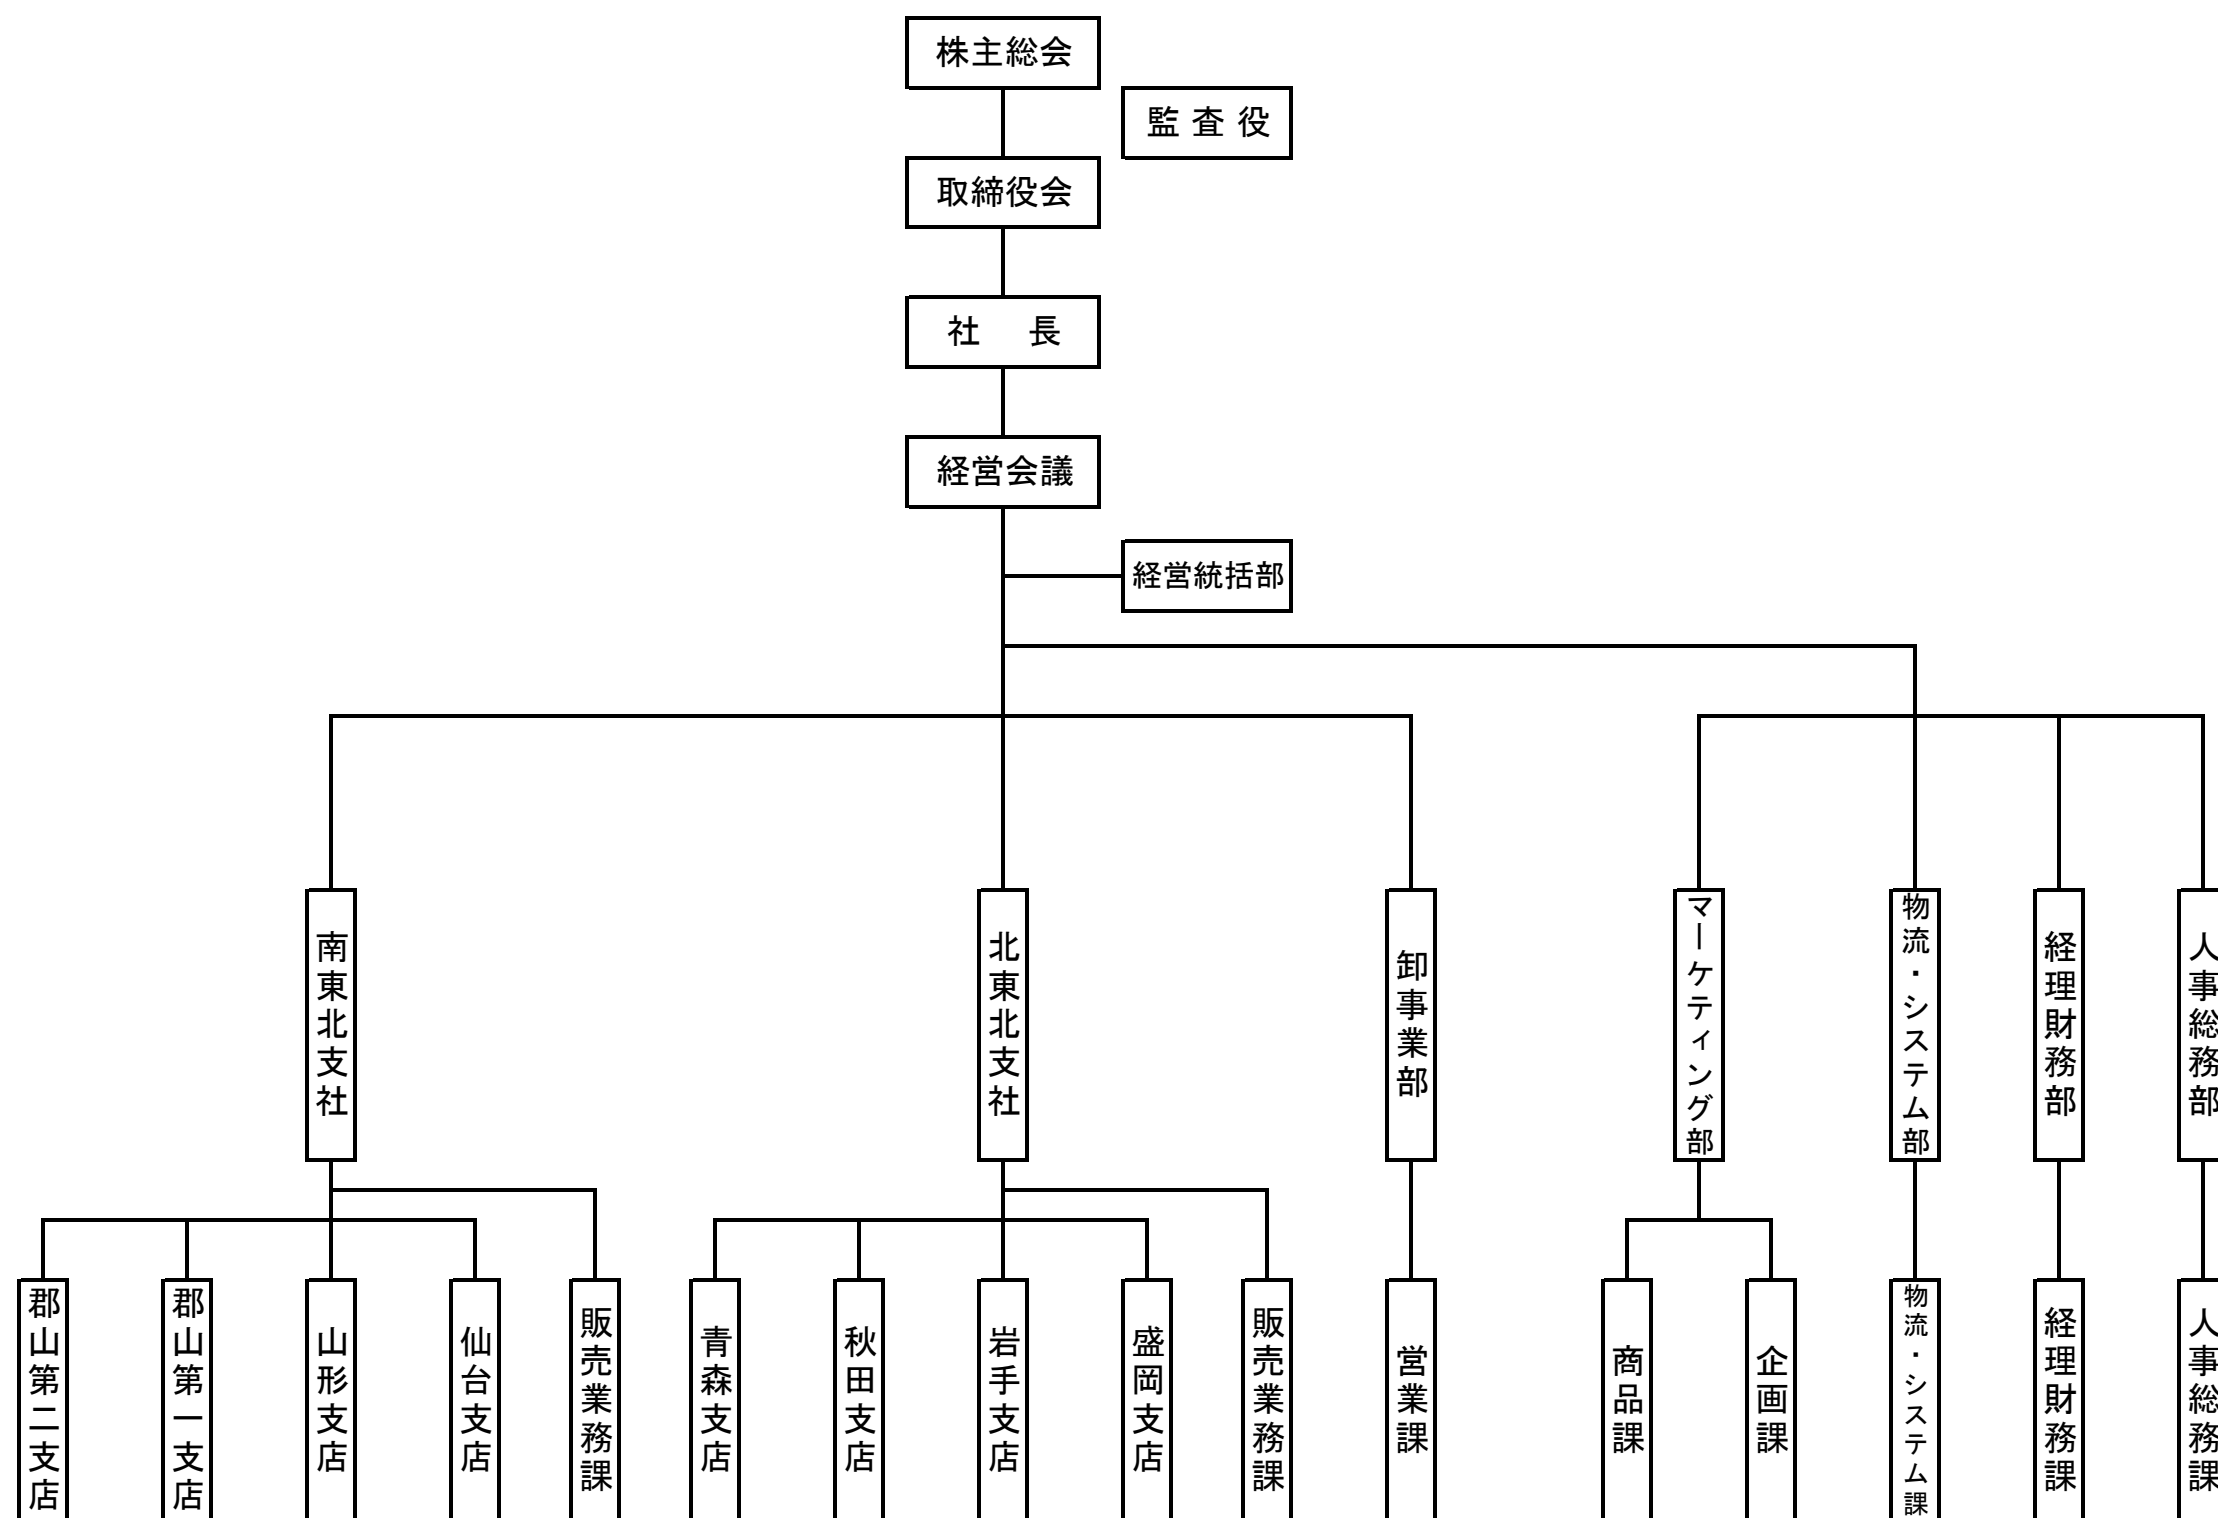 株主総会
監査役
取締役会
社　長
経営会議
経営統括部
南東北支社
北東北支社
卸事業部
マーケティング部
物流・システム部
経理財務部
人事総務部
郡山第二支店
郡山第一支店
山形支店
仙台支店
販売業務課
青森支店
秋田支店
岩手支店
盛岡支店
販売業務課
営業課
商品課
企画課
物流・システム課
経理財務課
人事総務課